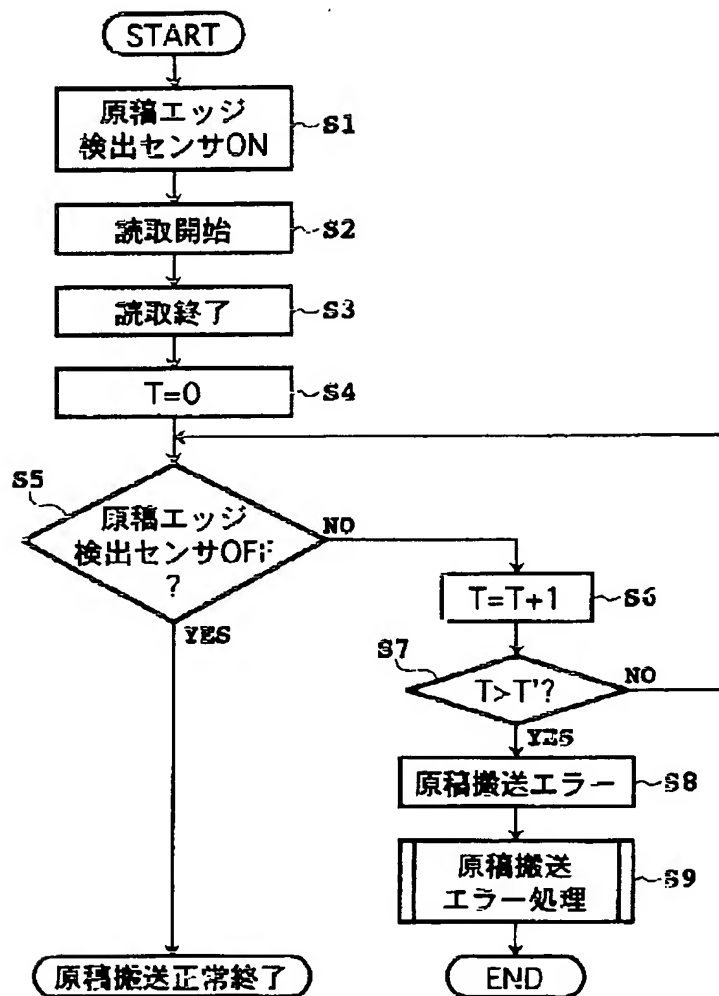 START
原稿エッジ
検出センサON
S1
読取開始
S2
読取終了
S3
T=0
S4
S5
原稿エッジ
検出センサOFF
?
NO
YES
T=T+1
S6
S7
T>T'?
NO
YES
原稿搬送エラー
S8
原稿搬送
エラー処理
S9
原稿搬送正常終了
END